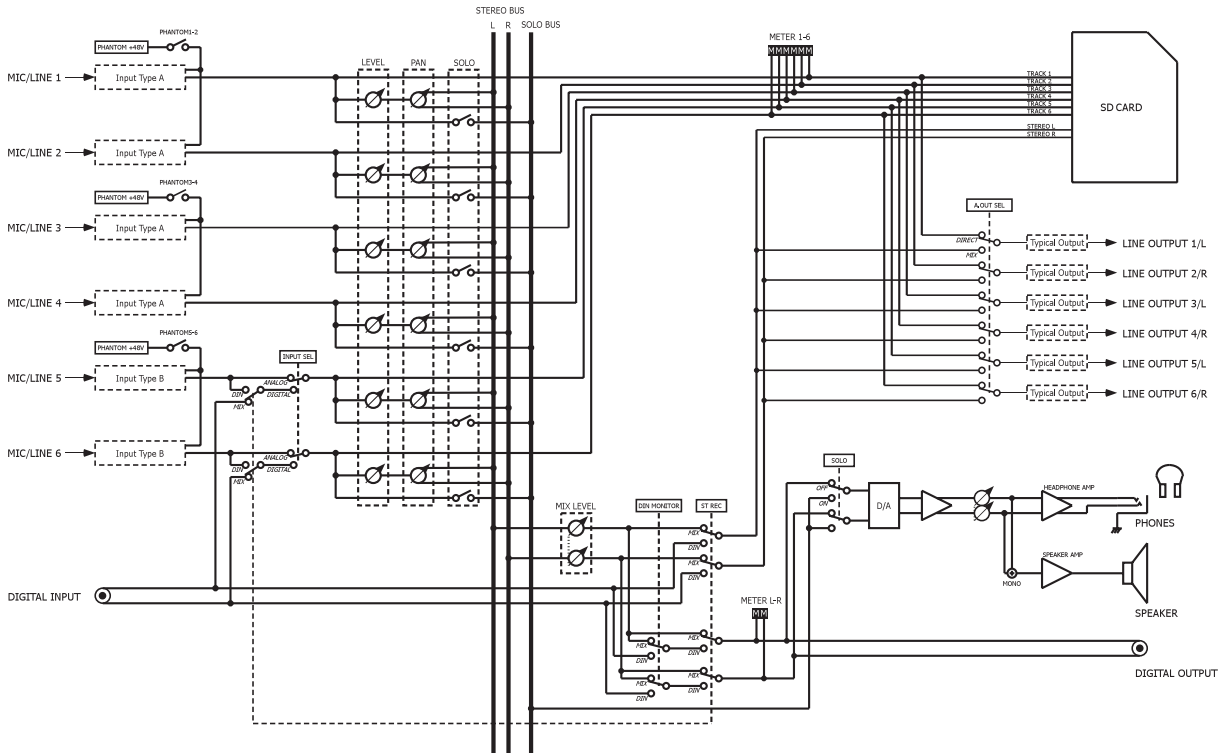 STEREO BUS
L R SOLO BUS
PHANTOM1-2
PHANTOM +48V
MIC/LINE 1
Input Type A
LEVEL
PAN
SOLO
METER 1-6
MMMMMM
TRACK 1
TRACK 2
TRACK 3
TRACK 4
TRACK 5
TRACK 6
STEREO L
STEREO R
SD CARD
MIC/LINE 2
Input Type A
PHANTOM3-4
PHANTOM +48V
MIC/LINE 3
Input Type A
MIC/LINE 4
Input Type A
PHANTOM5-6
PHANTOM +48V
MIC/LINE 5
Input Type B
INPUT SEL
ANALOG
DIN
DIGITAL
MIX
MIC/LINE 6
Input Type B
ANALOG
DIN
DIGITAL
MIX
A.OUT SEL
DIRECT
MIX
Typical Output
LINE OUTPUT 1/L
Typical Output
LINE OUTPUT 2/R
Typical Output
LINE OUTPUT 3/L
Typical Output
LINE OUTPUT 4/R
Typical Output
LINE OUTPUT 5/L
Typical Output
LINE OUTPUT 6/R
MIX LEVEL
DIN MONITOR
ST REC
MIX
DIN
MIX
DIN
SOLO
OFF
ON
D/A
HEADPHONE AMP
PHONES
SPEAKER AMP
MONO
SPEAKER
DIGITAL INPUT
METER L-R
MM
MIX
DIN
MIX
DIN
MIX
DIN
MIX
DIN
DIGITAL OUTPUT